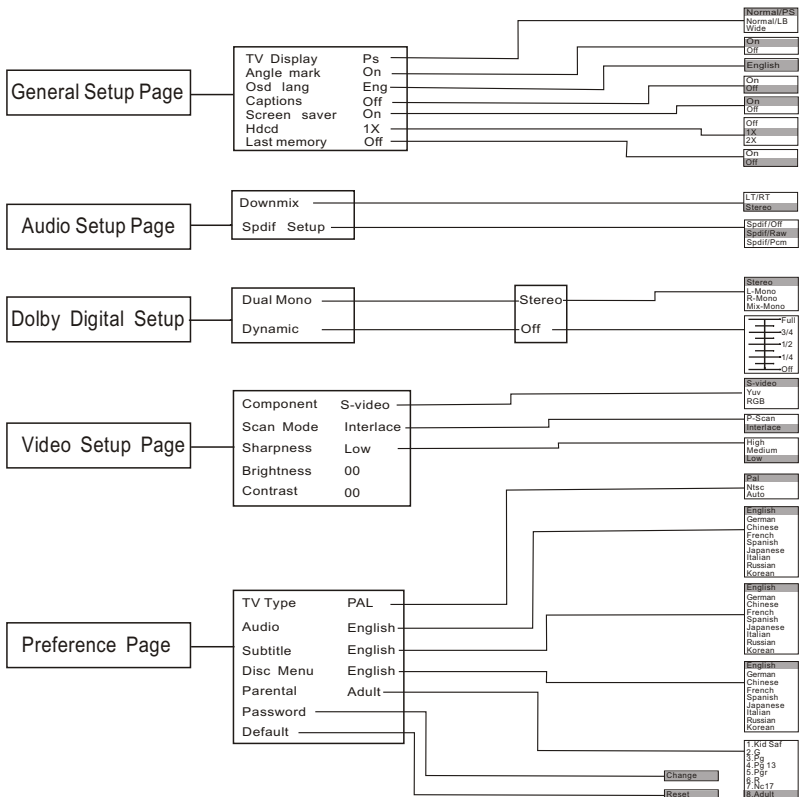 General Setup Page
TV Display Ps
Angle mark On
Osd lang Eng
Captions Off
Screen saver On
Hdcd 1X
Last memory Off
Normal/PS
Normal/LB
Wide
On
Off
English
On
Off
On
Off
Off
1X
2X
On
Off
Audio Setup Page
Downmix
Spdif Setup
LT/RT
Stereo
Spdif/Off
Spdif/Raw
Spdif/Pcm
Dolby Digital Setup
Dual Mono Stereo
Dynamic Off
Stereo
L-Mono
R-Mono
Mix-Mono
Full
3/4
1/2
1/4
Off
Video Setup Page
Component S-video
Scan Mode Interlace
Sharpness Low
Brightness 00
Contrast 00
S-video
Yuv
RGB
P-Scan
Interlace
High
Medium
Low
Preference Page
TV Type PAL
Audio English
Subtitle English
Disc Menu English
Parental Adult
Password
Default
Pal
Ntsc
Auto
English
German
Chinese
French
Spanish
Japanese
Italian
Russian
Korean
English
German
Chinese
French
Spanish
Japanese
Italian
Russian
Korean
English
German
Chinese
French
Spanish
Japanese
Italian
Russian
Korean
1.Kid Saf
2.G
3.Pg
4.Pg 13
5.Pgr
6.R
7.Nc17
8.Adult
Change
Reset